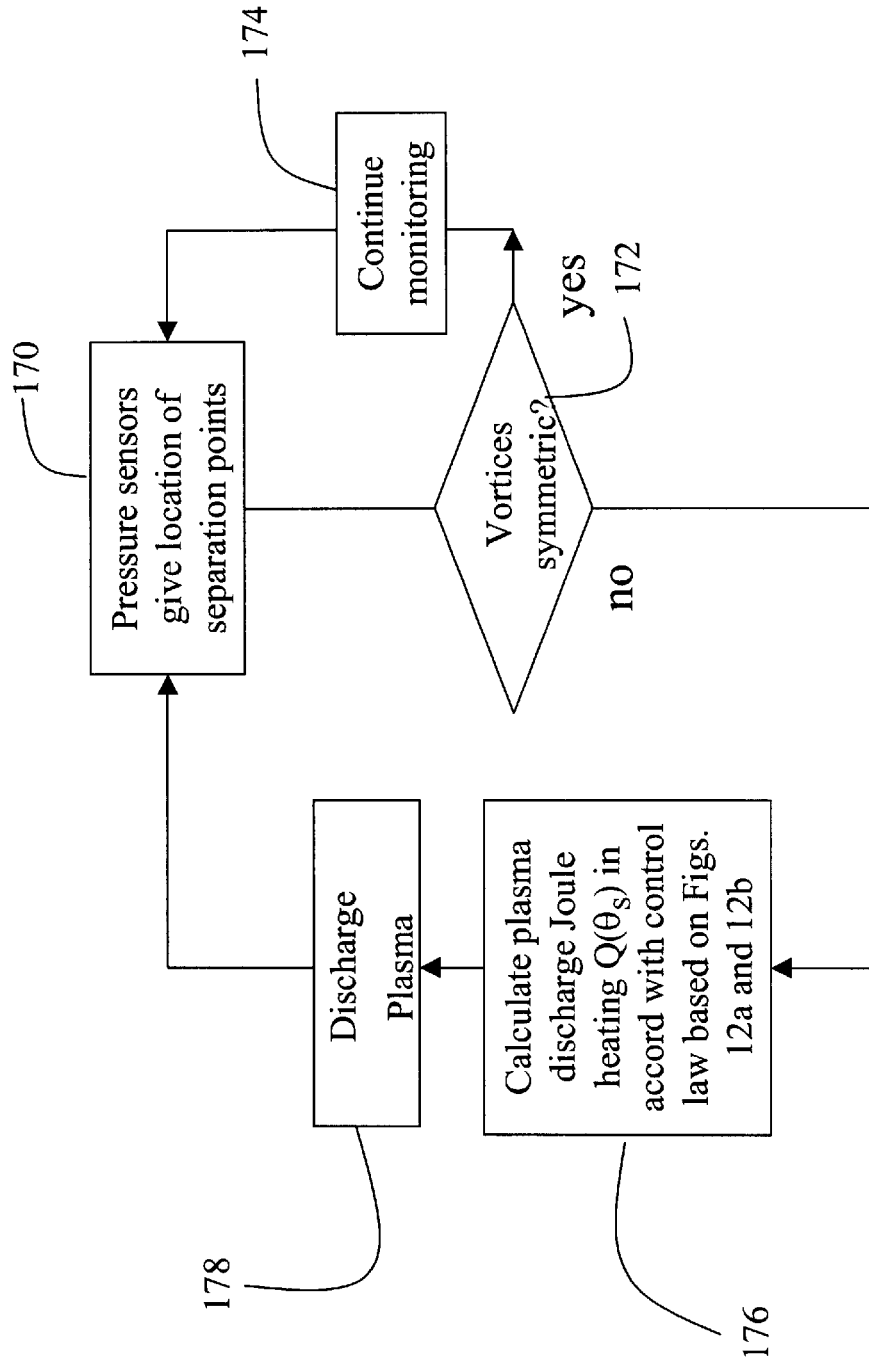 170
Pressure sensors
give location of
separation points
174
Continue
monitoring
Vortices
symmetric?
yes
172
no
178
Discharge
Plasma
Calculate plasma
discharge Joule
heating Q(θS) in
accord with control
law based on Figs.
12a and 12b
176